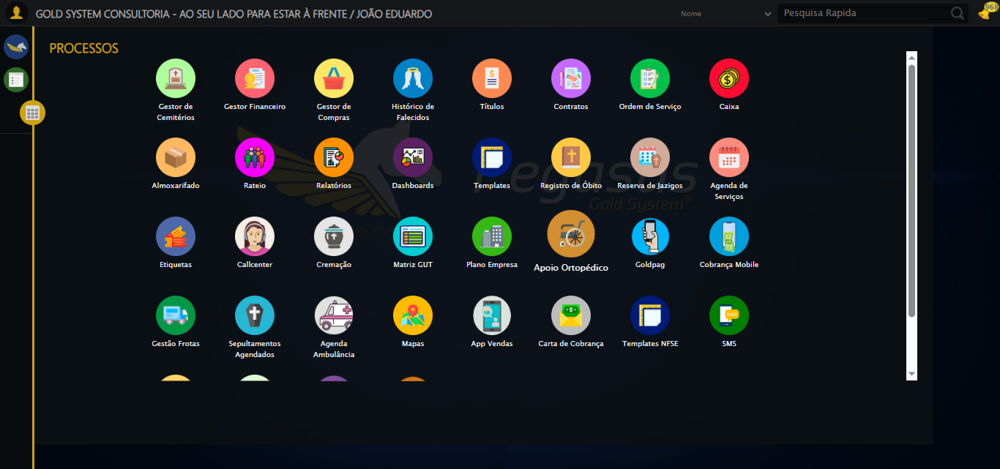 GOLD SYSTEM CONSULTORIA - AO SEU LADO PARA ESTAR À FRENTE / JOÃO EDUARDO
Nome
Pesquisa Rapida
968
PROCESSOS
Gestor de
Cemitérios
Gestor Financeiro
Gestor de
Compras
Histórico de
Falecidos
Títulos
Contratos
Ordem de Serviço
Caixa
Almoxarifado
Rateio
Relatórios
Dashboards
Templates
Registro de Óbito
Reserva de Jazigos
Agenda de
Serviços
Pegasus
Gold System®
Etiquetas
Callcenter
Cremação
Matriz GUT
Plano Empresa
Apoio Ortopédico
Goldpag
Cobrança Mobile
Gestão Frotas
Sepultamentos
Agendados
Agenda
Ambulância
Mapas
App Vendas
Carta de Cobrança
Templates NFSE
SMS
SMS